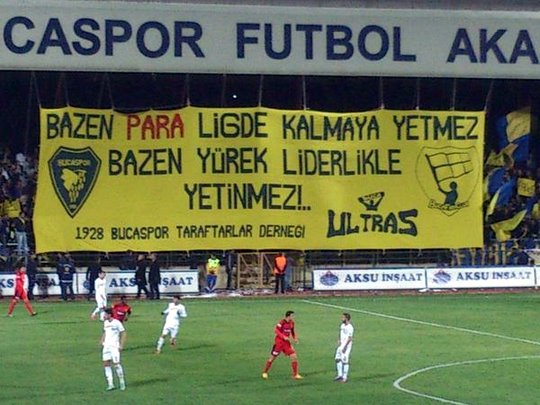 UCASPOR FUTBOL AKA
BAZEN PARA LİGDE KALMAYA YETMEZ
BUCASPOR
BAZEN YÜREK LİDERLİKLE
YETİNMEZ!..
ULTRAS
1928 BUCASPOR TARAFTARLAR DERNEĞİ
AKSU İNŞAAT
AKSU İNŞAAT
AKSU İNŞAAT